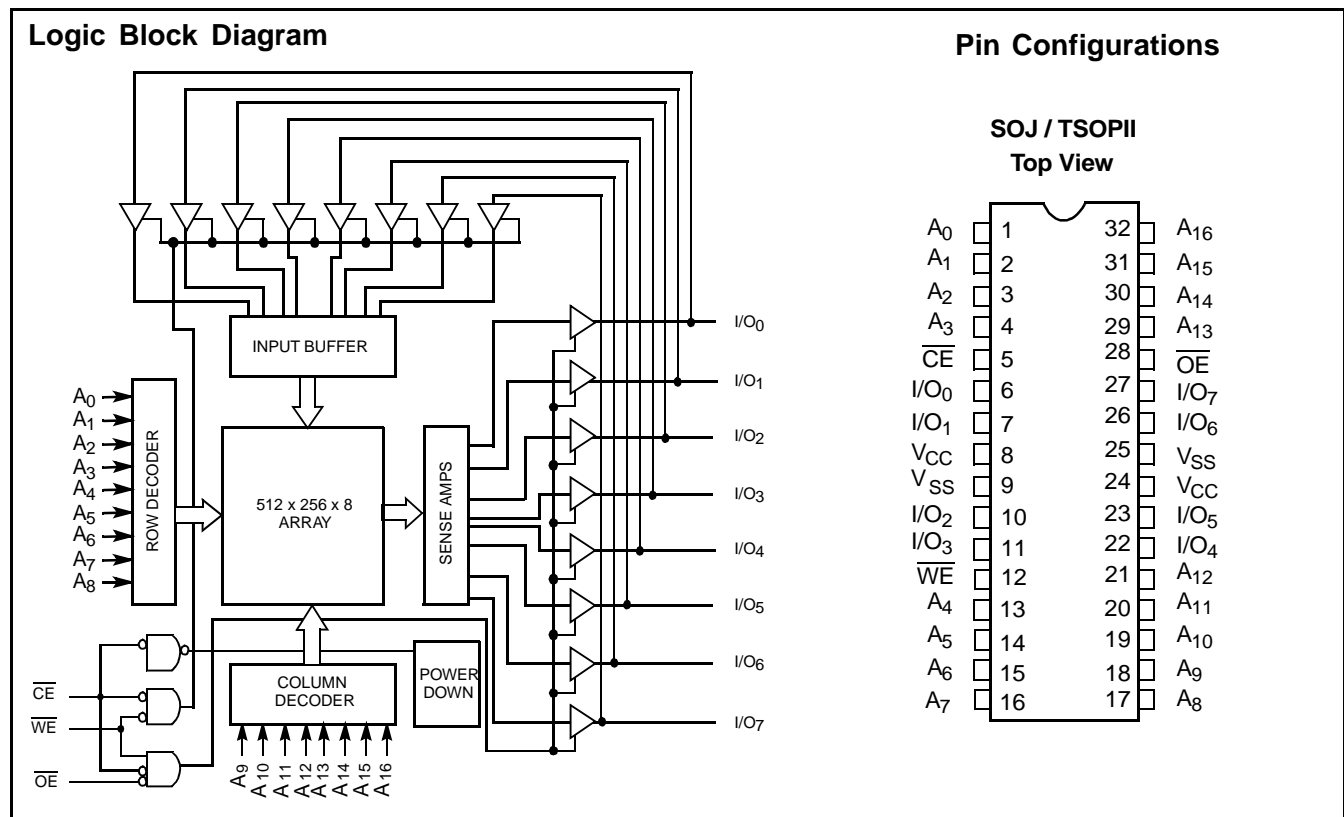 Logic Block Diagram
INPUT BUFFER
A0
A1
A2
A3
A4
A5
A6
A7
A8
ROW DECODER
512 x 256 x 8
ARRAY
SENSE AMPS
I/O0
I/O1
I/O2
I/O3
I/O4
I/O5
I/O6
I/O7
COLUMN
DECODER
POWER
DOWN
CE
WE
OE
A9
A10
A11
A12
A13
A14
A15
A16
Pin Configurations
SOJ / TSOPII
Top View
A0 1 32 A16
A1 2 31 A15
A2 3 30 A14
A3 4 29 A13
CE 5 28 OE
I/O0 6 27 I/O7
I/O1 7 26 I/O6
VCC 8 25 VSS
VSS 9 24 VCC
I/O2 10 23 I/O5
I/O3 11 22 I/O4
WE 12 21 A12
A4 13 20 A11
A5 14 19 A10
A6 15 18 A9
A7 16 17 A8